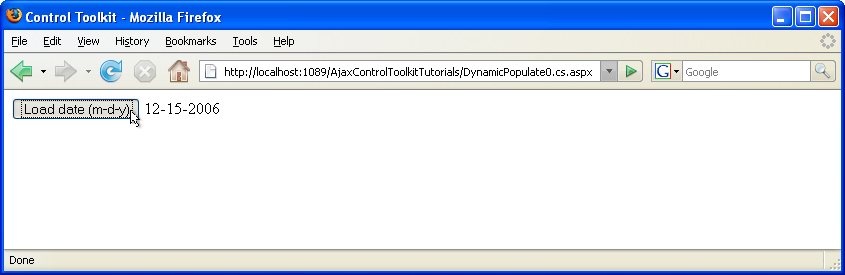 Control Toolkit - Mozilla Firefox
File Edit View History Bookmarks Tools Help
http://localhost:1089/AjaxControlToolkitTutorials/DynamicPopulate0.cs.aspx G Google
Load date (m-d-y) 12-15-2006
Done